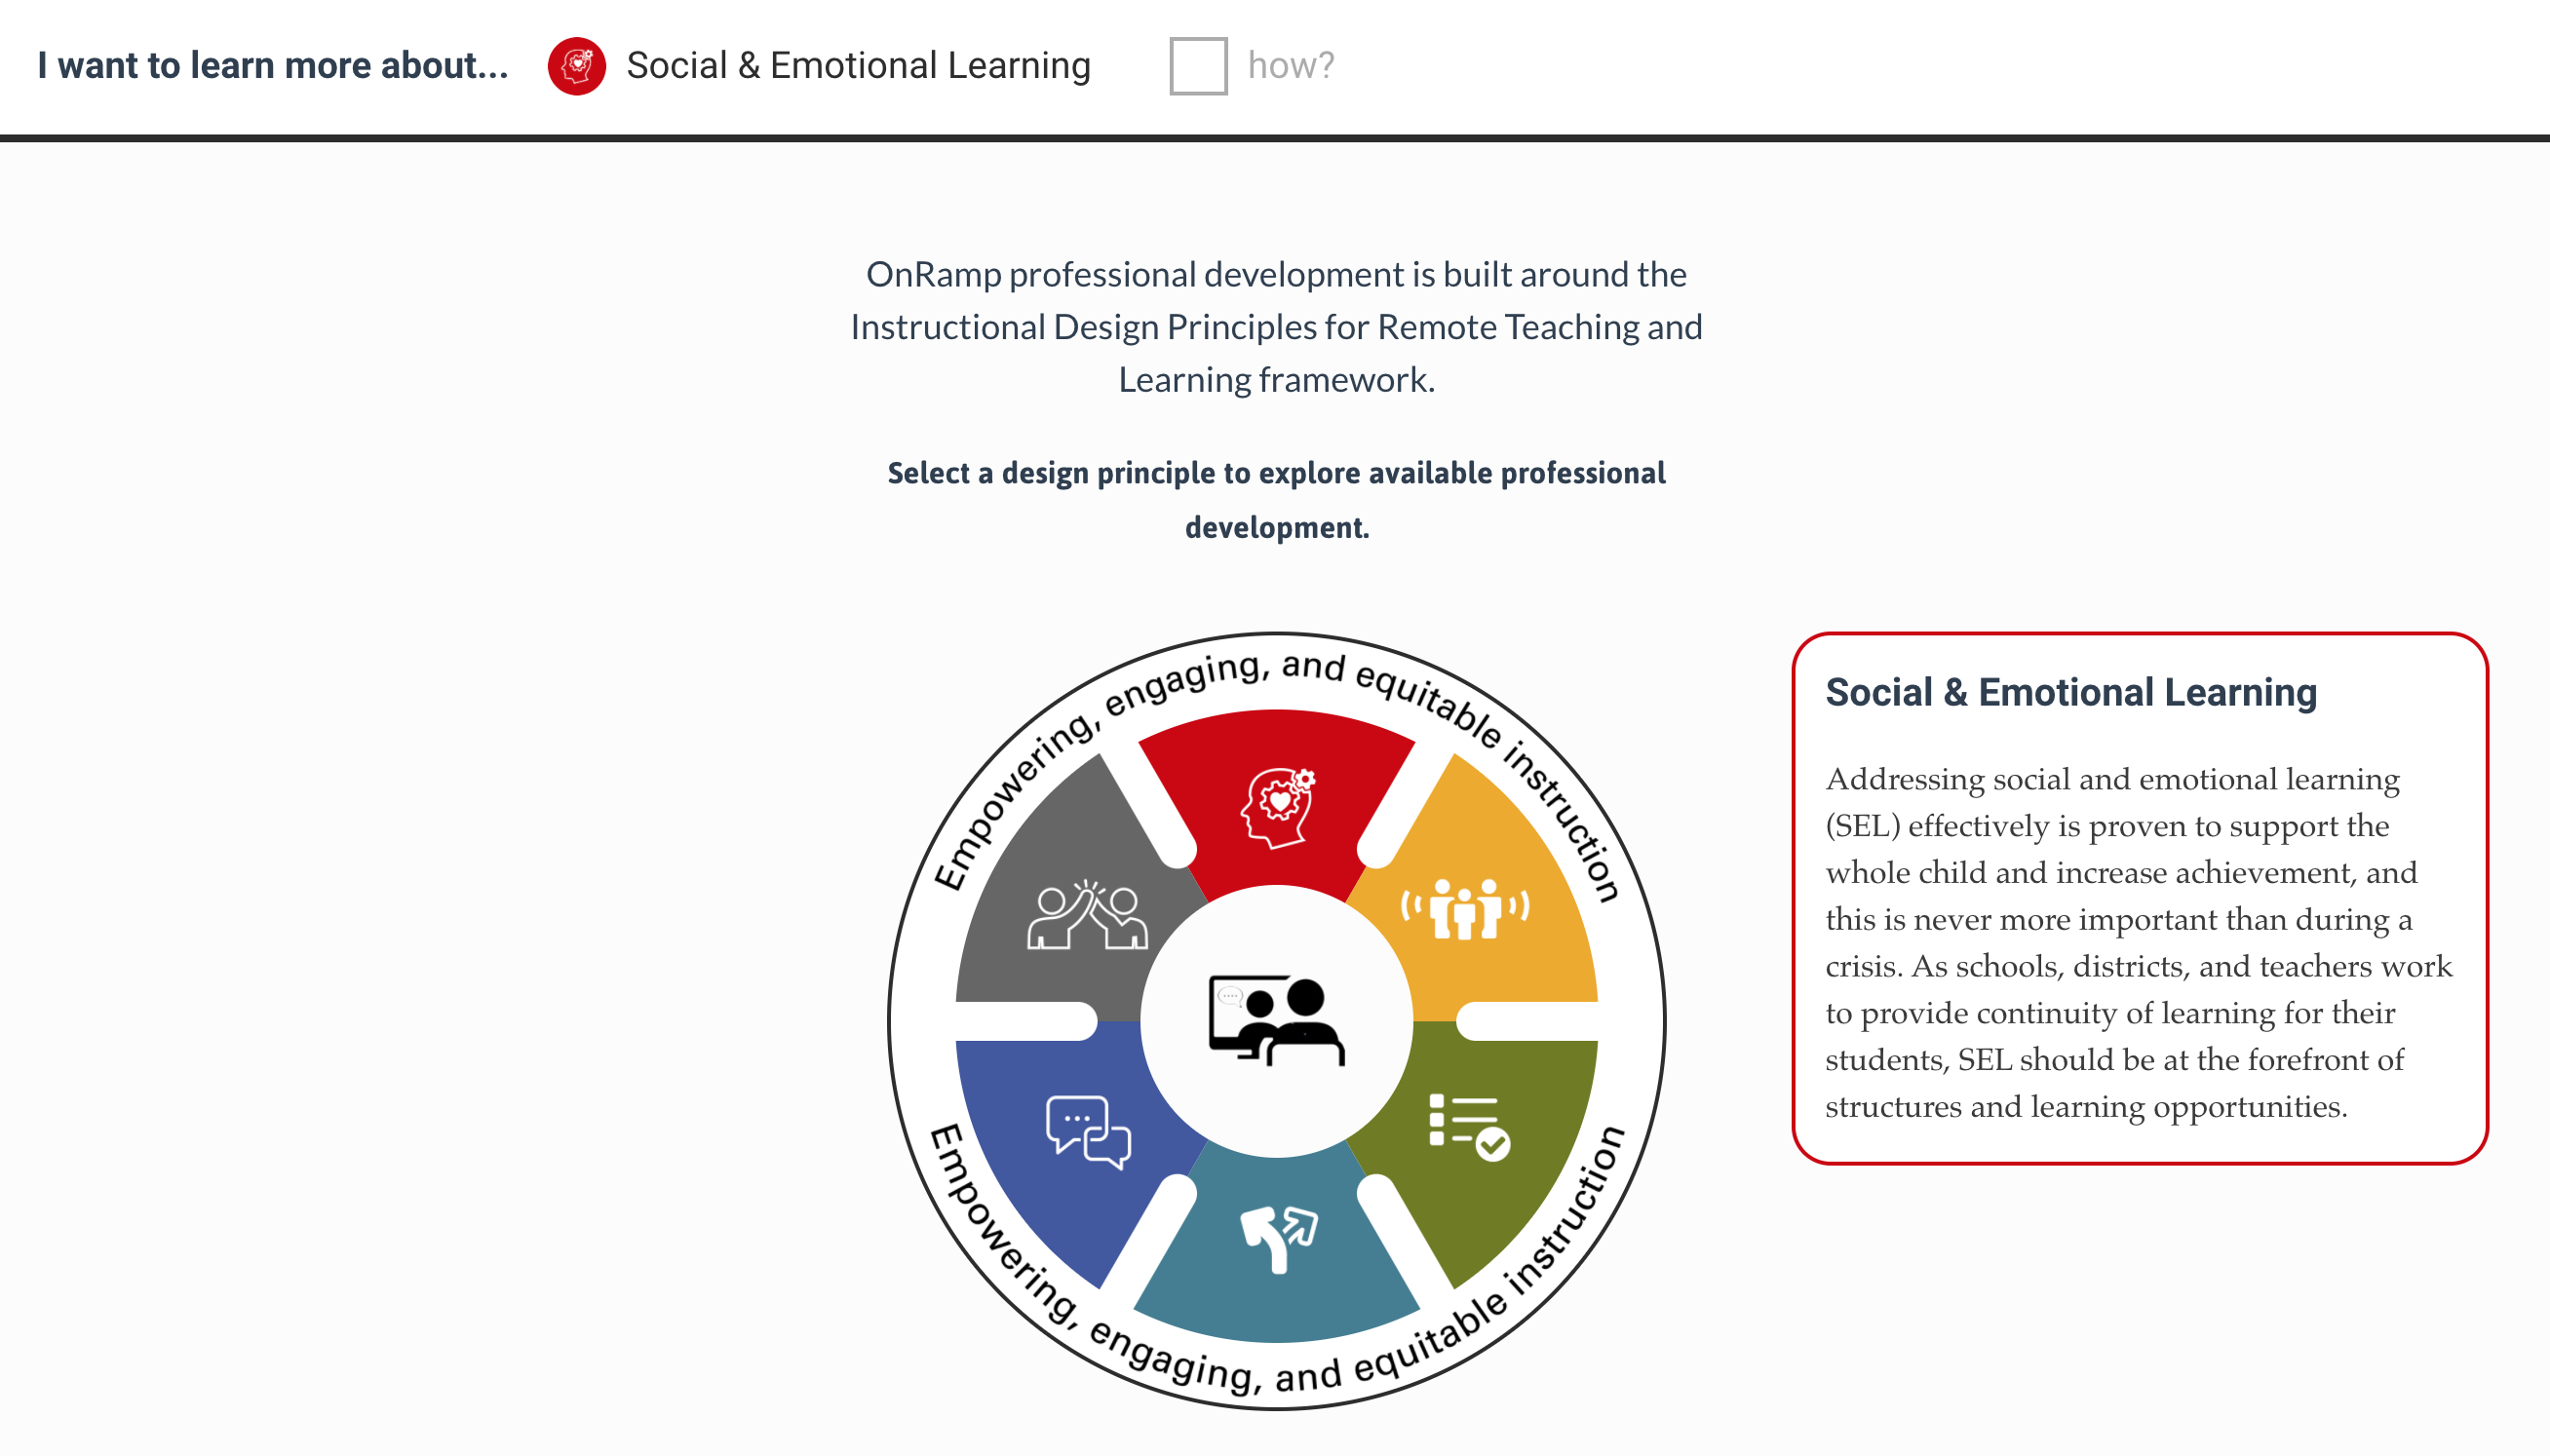 I want to learn more about...
Social & Emotional Learning
how?
OnRamp professional development is built around the
Instructional Design Principles for Remote Teaching and
Learning framework.
Select a design principle to explore available professional
development.
Empowering, engaging, and equitable instruction
Empowering, engaging, and equitable instruction
Social & Emotional Learning
Addressing social and emotional learning
(SEL) effectively is proven to support the
whole child and increase achievement, and
this is never more important than during a
crisis. As schools, districts, and teachers work
to provide continuity of learning for their
students, SEL should be at the forefront of
structures and learning opportunities.